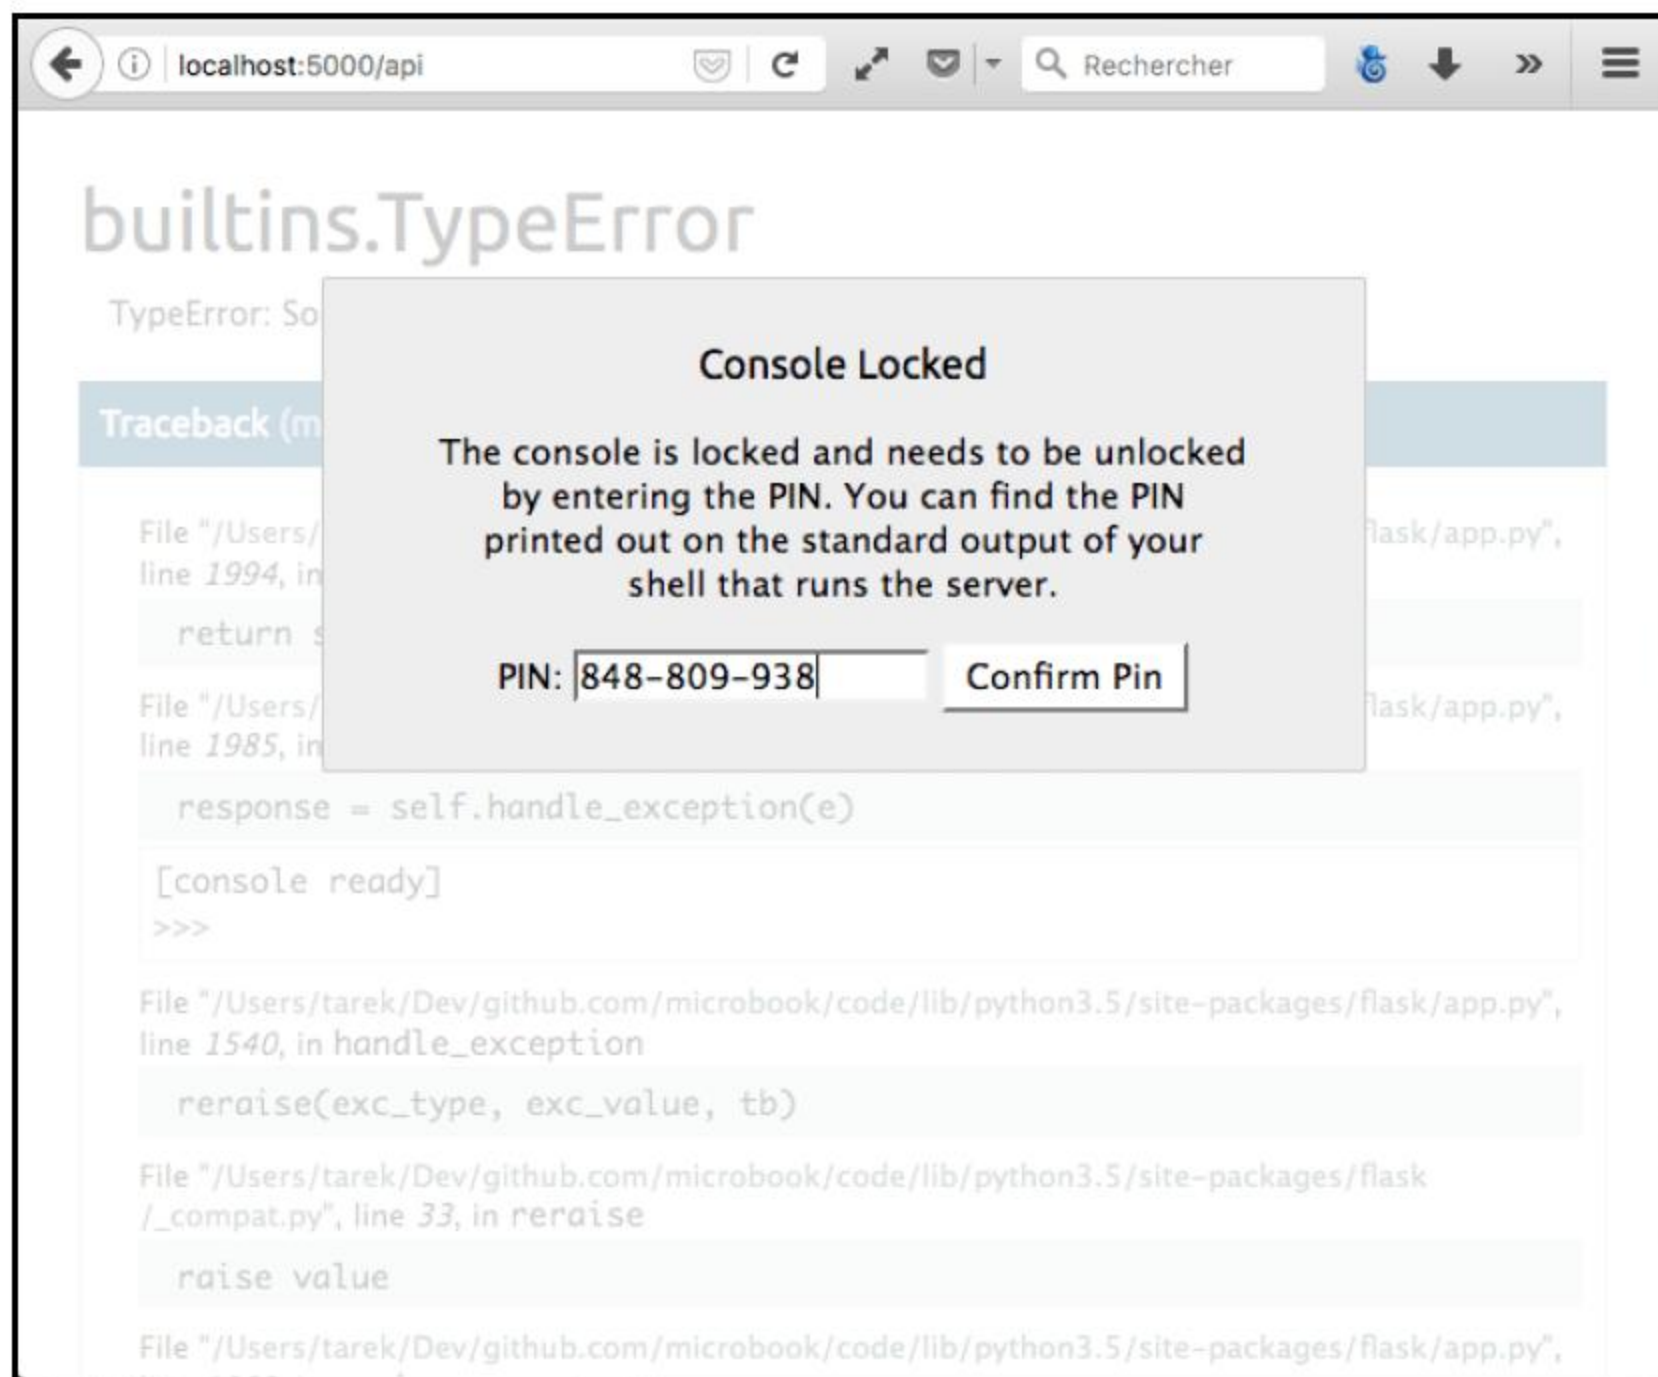 localhost:5000/api
Rechercher
builtins.TypeError
TypeError: So
Console Locked
Traceback (m
The console is locked and needs to be unlocked
by entering the PIN. You can find the PIN
printed out on the standard output of your
shell that runs the server.
File "/Users/ flask/app.py",
line 1994, in
return s
PIN: 848-809-938 Confirm Pin
File "/Users/ flask/app.py",
line 1985, in
response = self.handle_exception(e)
[console ready]
>>>
File "/Users/tarek/Dev/github.com/microbook/code/lib/python3.5/site-packages/flask/app.py",
line 1540, in handle_exception
reraise(exc_type, exc_value, tb)
File "/Users/tarek/Dev/github.com/microbook/code/lib/python3.5/site-packages/flask
/_compat.py", line 33, in reraise
raise value
File "/Users/tarek/Dev/github.com/microbook/code/lib/python3.5/site-packages/flask/app.py",